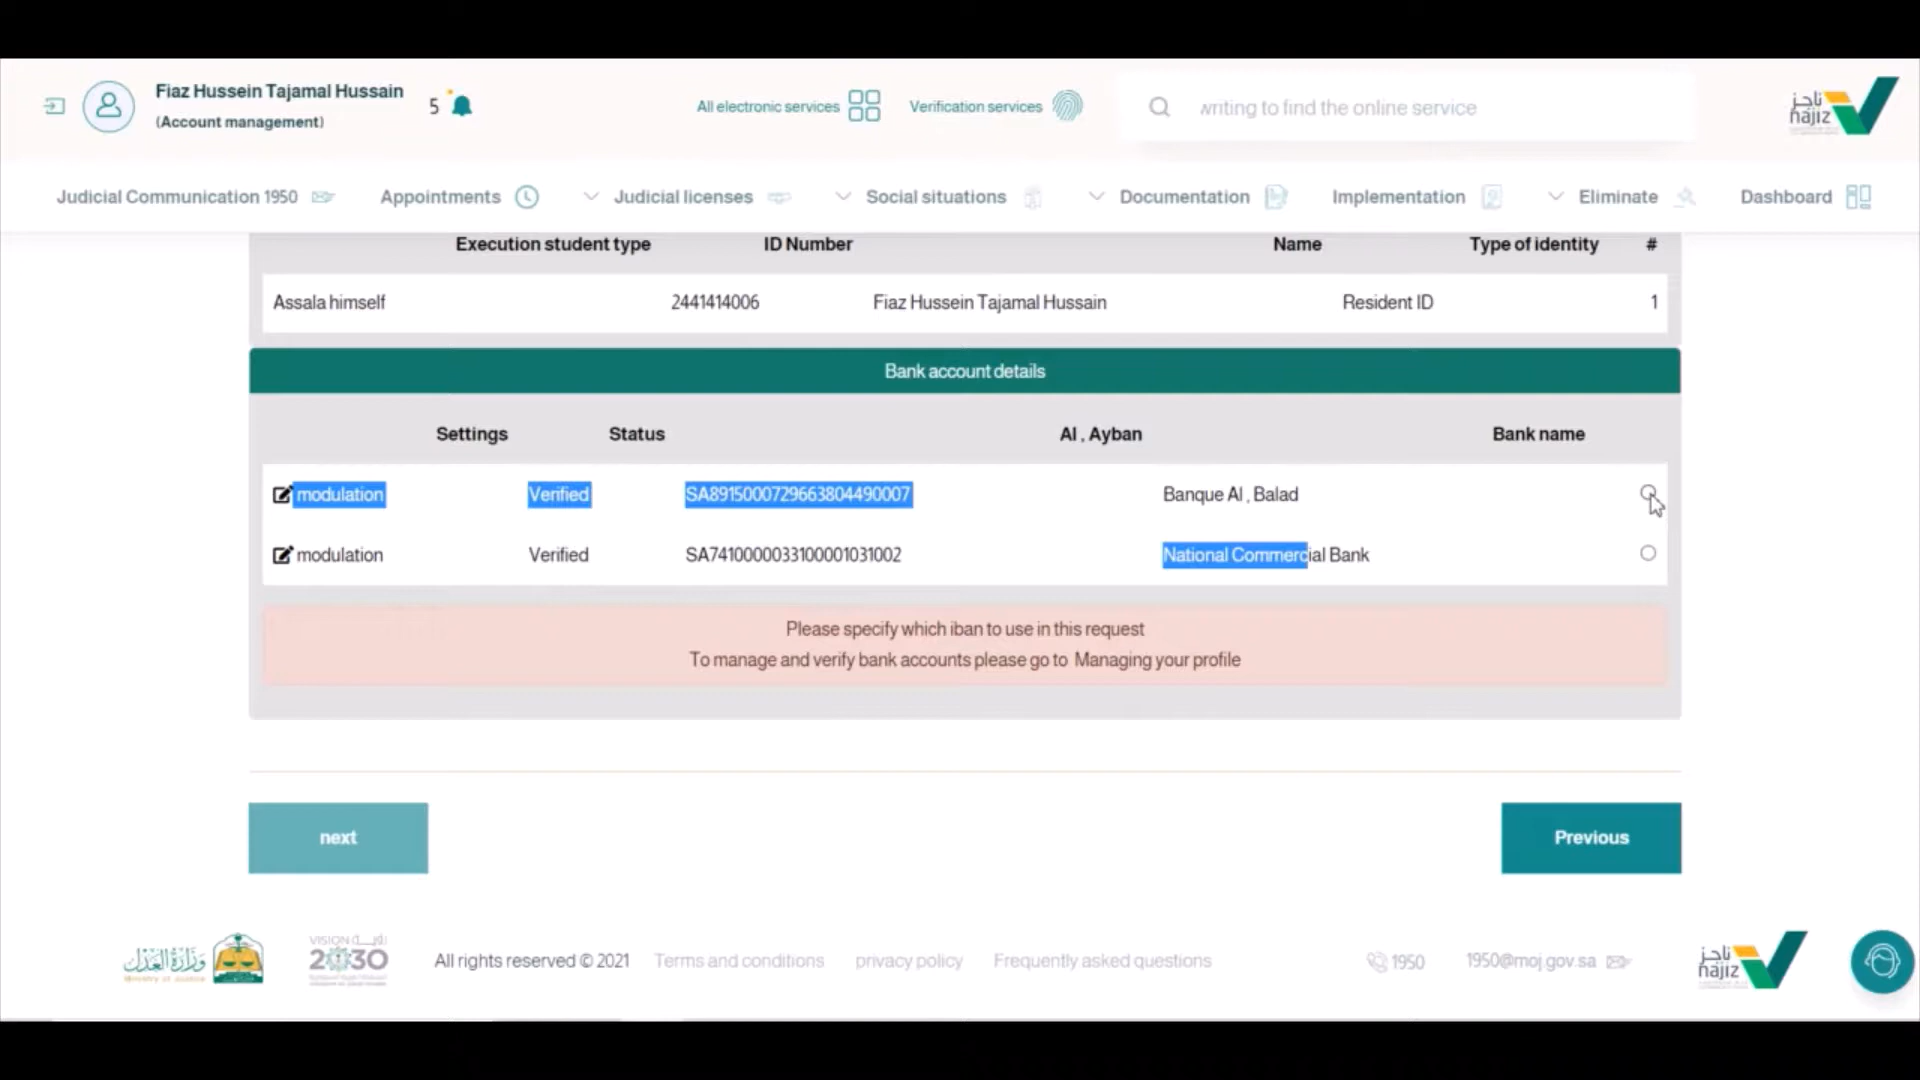 Fiaz Hussein Tajamal Hussain
(Account management)
5
All electronic services
Verification services
writing to find the online service
ناجز
najiz
Judicial Communication 1950
Appointments
Judicial licenses
Social situations
Documentation
Implementation
Eliminate
Dashboard
Execution student type ID Number Name Type of identity #
Assala himself 2441414006 Fiaz Hussein Tajamal Hussain Resident ID 1
Bank account details
Settings Status Al , Ayban Bank name
modulation Verified SA8915000729663804490007 Banque Al , Balad
modulation Verified SA7410000033100001031002 National Commercial Bank
Please specify which iban to use in this request
To manage and verify bank accounts please go to Managing your profile
next
Previous
وزارة العدل
Ministry of Justice
VISION رؤيـــة
2030
All rights reserved © 2021
Terms and conditions
privacy policy
Frequently asked questions
1950
1950@moj.gov.sa
ناجز
najiz